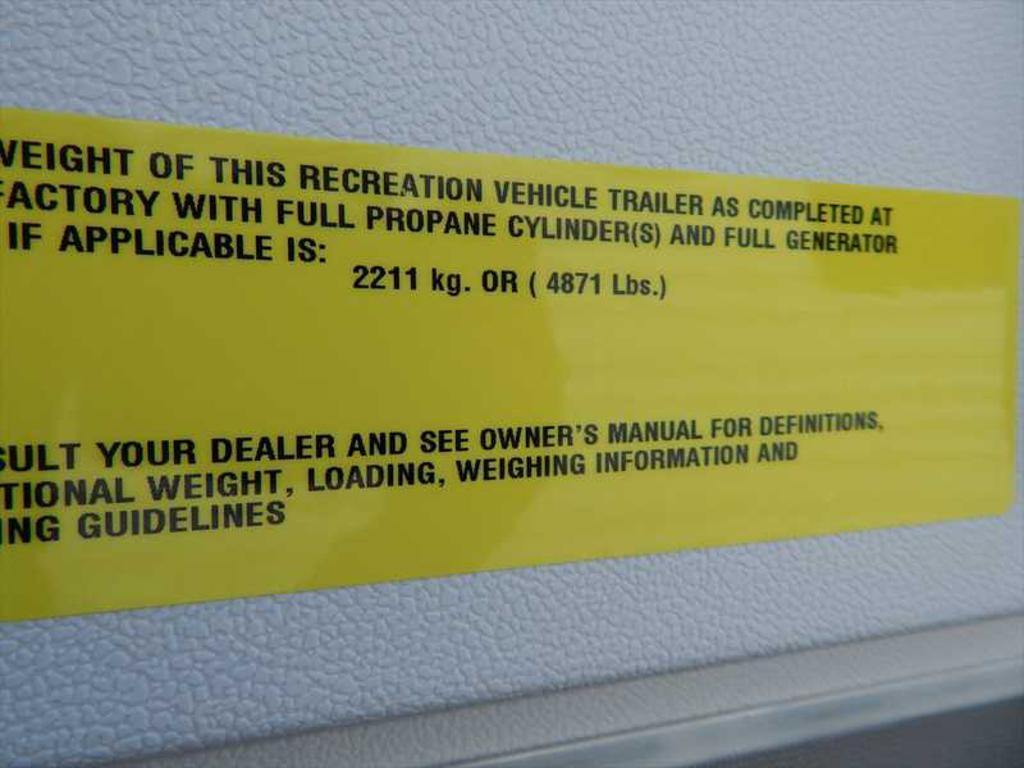 WEIGHT OF THIS RECREATION VEHICLE TRAILER AS COMPLETED AT
FACTORY WITH FULL PROPANE CYLINDER(S) AND FULL GENERATOR
IF APPLICABLE IS:
2211 kg. OR ( 4871 Lbs.)
SULT YOUR DEALER AND SEE OWNER'S MANUAL FOR DEFINITIONS,
TIONAL WEIGHT, LOADING, WEIGHING INFORMATION AND
ING GUIDELINES